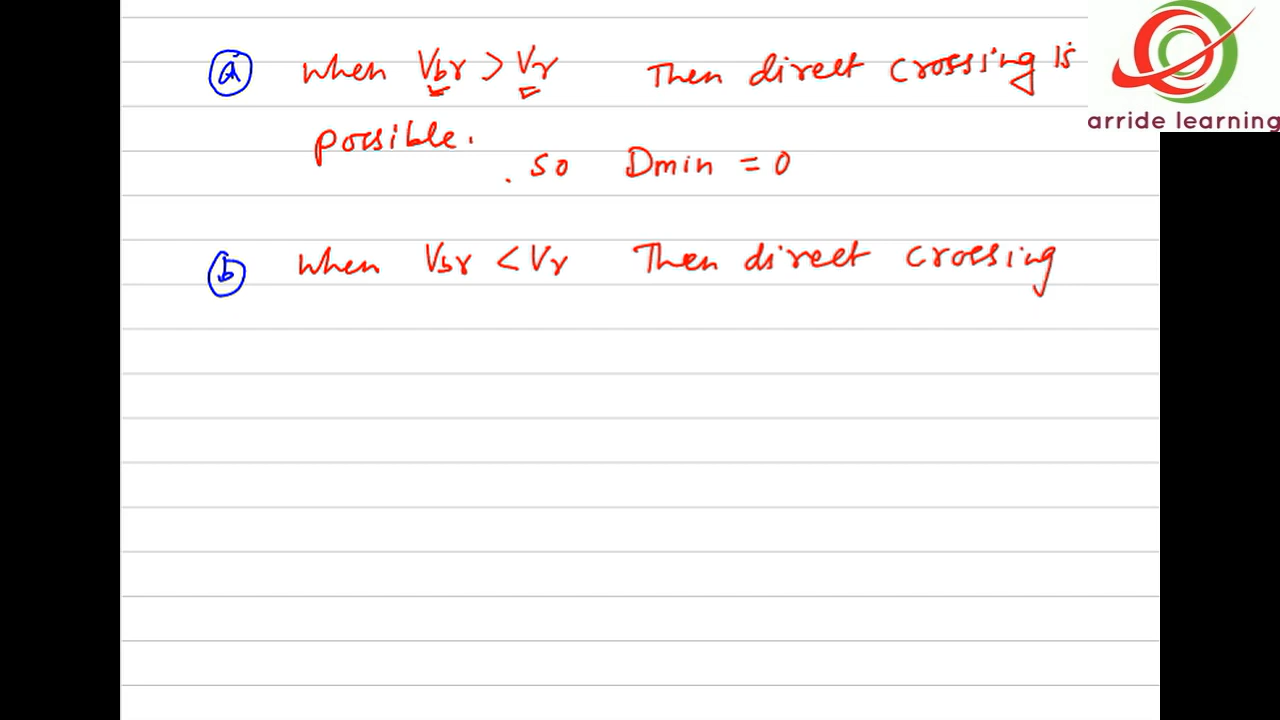 (a) when Vbr > Vr Then direct crossing is
arride learning
possible.
. so Dmin = 0
(b) when Vbr < Vr Then direct crossing